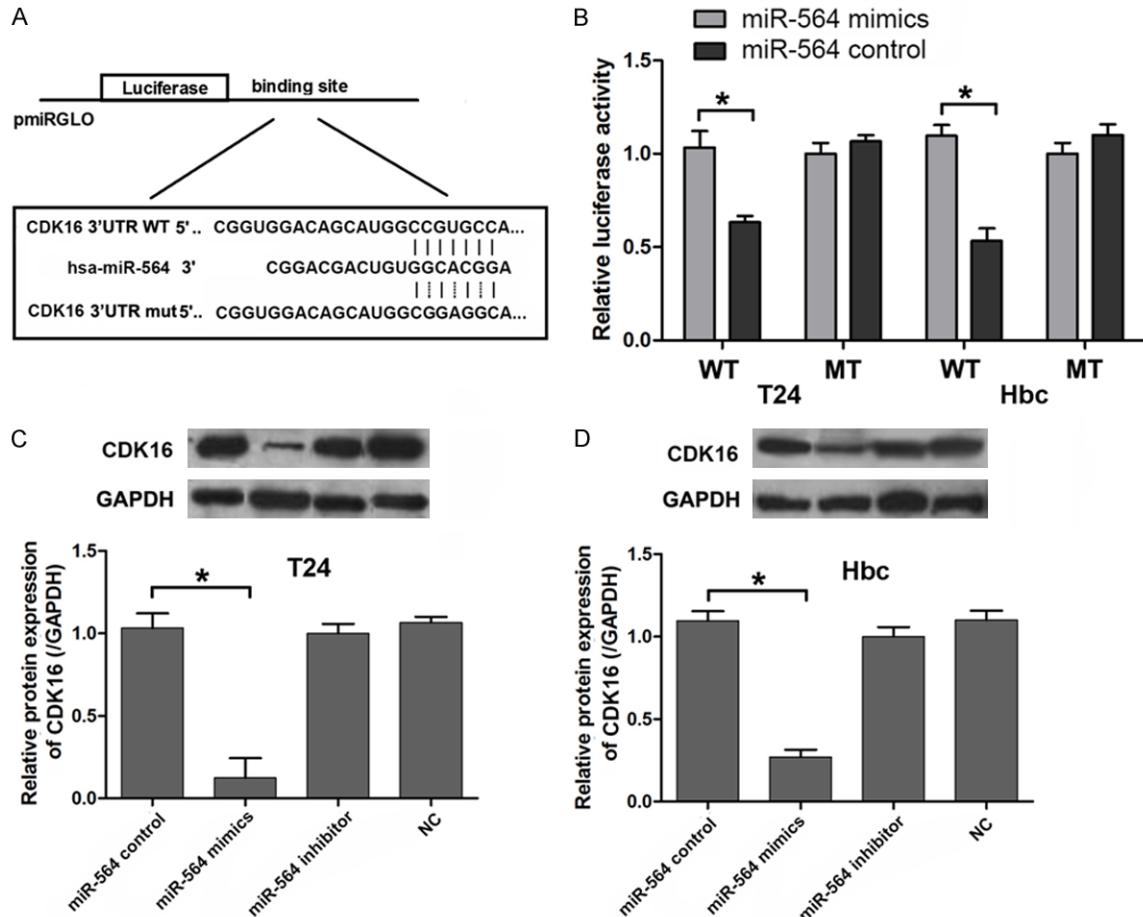 A
Luciferase
binding site
pmiRGLO
CDK16 3'UTR WT 5'.. CGGUGGACAGCAUGGCCGUGCCA...
hsa-miR-564 3' CGGACGACUGUGGCACGGA
CDK16 3'UTR mut5'.. CGGUGGACAGCAUGGCGGAGGCA...
B
miR-564 mimics
miR-564 control
Relative luciferase activity
1.5
1.0
0.5
0.0
*
*
WT MT WT MT
T24 Hbc
C
CDK16
GAPDH
Relative protein expression
of CDK16 (/GAPDH)
1.5
1.0
0.5
0.0
T24
*
miR-564 control
miR-564 mimics
miR-564 inhibitor
NC
D
CDK16
GAPDH
Relative protein expression
of CDK16 (/GAPDH)
1.5
1.0
0.5
0.0
Hbc
*
miR-564 control
miR-564 mimics
miR-564 inhibitor
NC